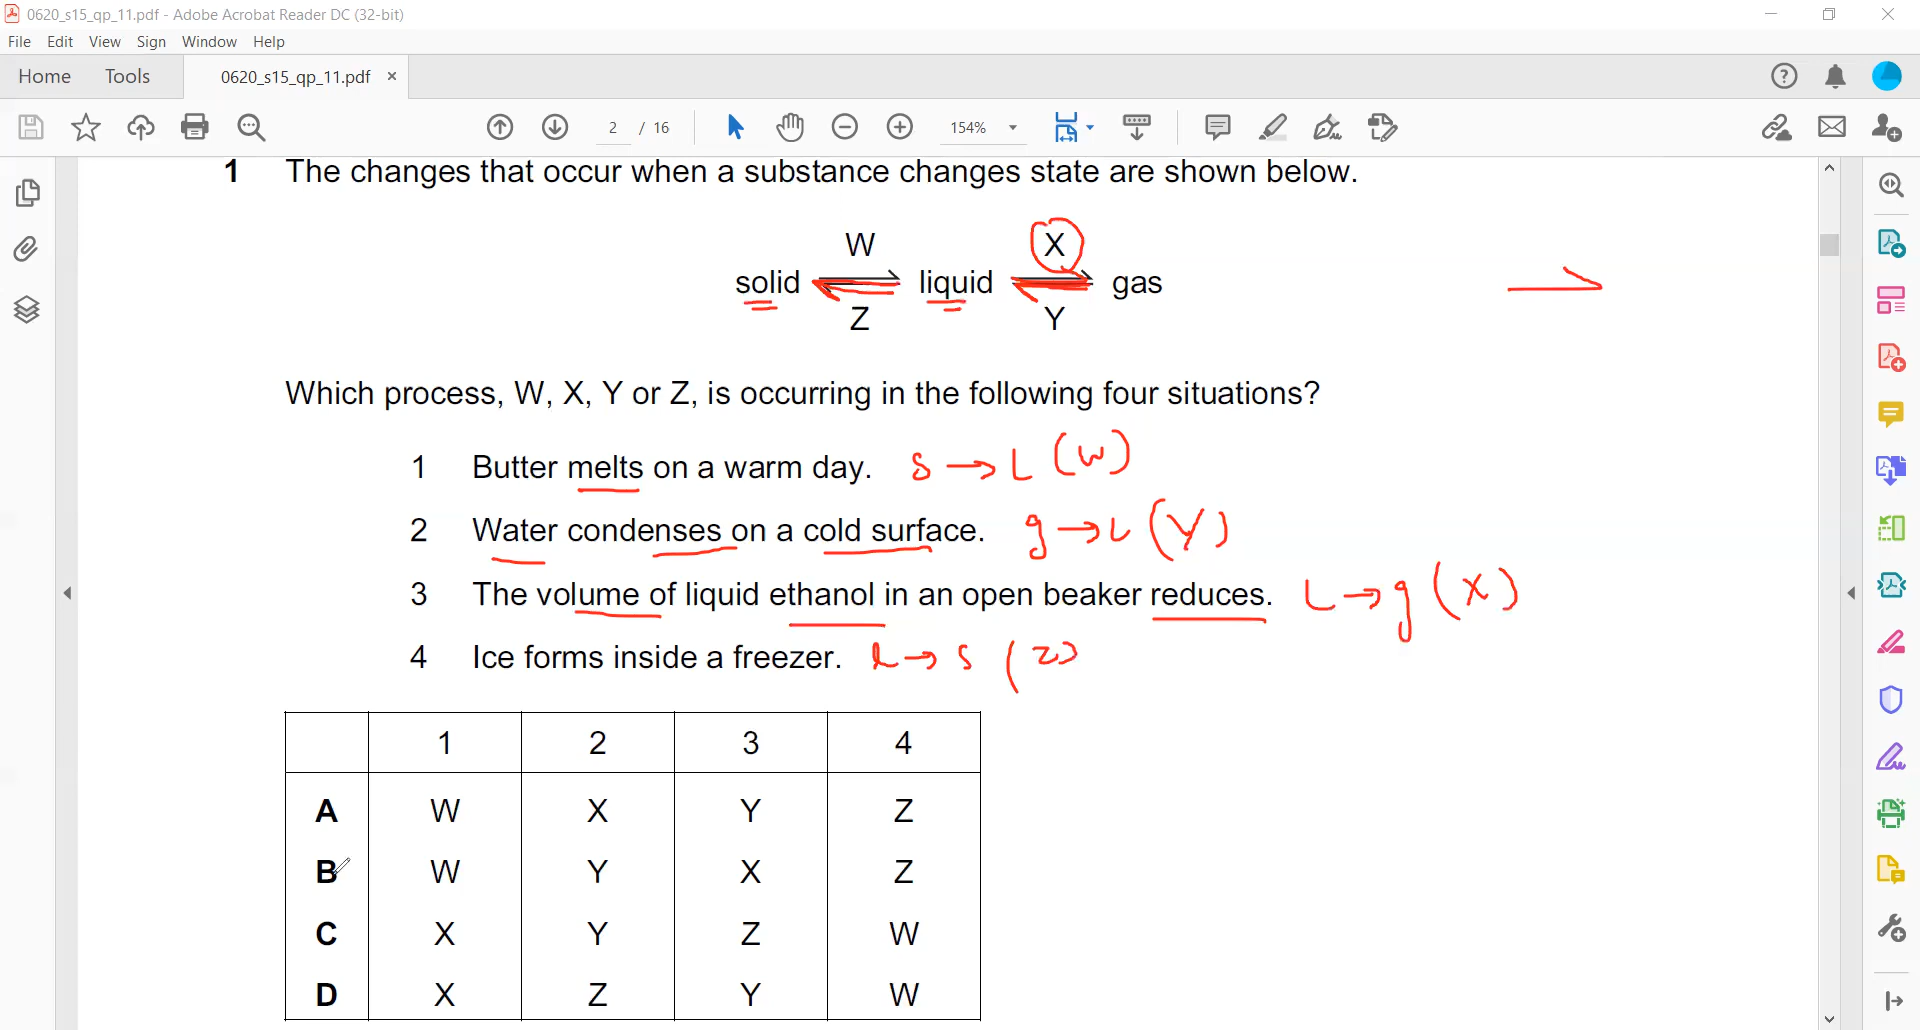 0620_s15_qp_11.pdf - Adobe Acrobat Reader DC (32-bit)
File Edit View Sign Window Help
Home Tools 0620_s15_qp_11.pdf ×
2 / 16 154%
1 The changes that occur when a substance changes state are shown below.
W X
solid liquid gas
Z Y
Which process, W, X, Y or Z, is occurring in the following four situations?
1 Butter melts on a warm day. s → L (W)
2 Water condenses on a cold surface. g → L (Y)
3 The volume of liquid ethanol in an open beaker reduces. L → g (X)
4 Ice forms inside a freezer. l → s (Z)
1 2 3 4
A W X Y Z
B W Y X Z
C X Y Z W
D X Z Y W